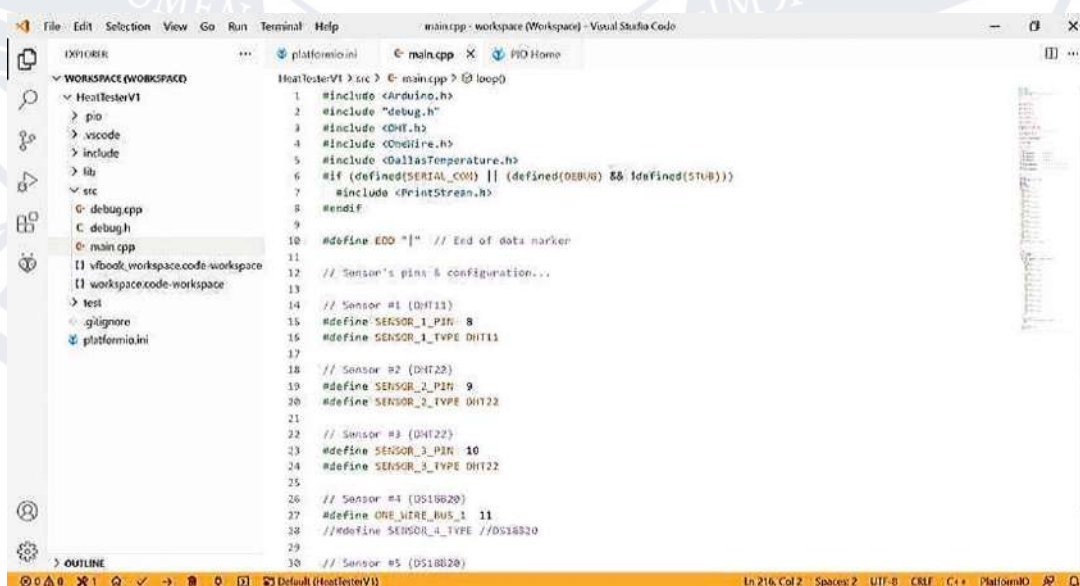 File Edit Selection View Go Run Terminal Help main.cpp - workspace (Workspace) - Visual Studio Code
EXPLORER
platformio.ini
main.cpp
PIO Home
WORKSPACE (WORKSPACE)
HeatTesterV1
pio
.vscode
include
lib
src
debug.cpp
debug.h
main.cpp
vfbook_workspace.code-workspace
workspace.code-workspace
test
.gitignore
platformio.ini
OUTLINE
HeatTesterV1 > src > main.cpp > loop()
1 #include <Arduino.h>
2 #include "debug.h"
3 #include <DHT.h>
4 #include <OneWire.h>
5 #include <DallasTemperature.h>
6 #if (defined(SERIAL_CON) || (defined(DEBUG) && !defined(STUB)))
7 #include <PrintStream.h>
8 #endif
9
10 #define EOD "|" // End of data marker
11
12 // Sensor's pins & configuration...
13
14 // Sensor #1 (DHT11)
15 #define SENSOR_1_PIN 8
16 #define SENSOR_1_TYPE DHT11
17
18 // Sensor #2 (DHT22)
19 #define SENSOR_2_PIN 9
20 #define SENSOR_2_TYPE DHT22
21
22 // Sensor #3 (DHT22)
23 #define SENSOR_3_PIN 10
24 #define SENSOR_3_TYPE DHT22
25
26 // Sensor #4 (DS18B20)
27 #define ONE_WIRE_BUS_1 11
28 //#define SENSOR_4_TYPE //DS18B20
29
30 // Sensor #5 (DS18B20)
Default (HeatTesterV1) Ln 216, Col 2 Spaces: 2 UTF-8 CRLF C++ PlatformIO